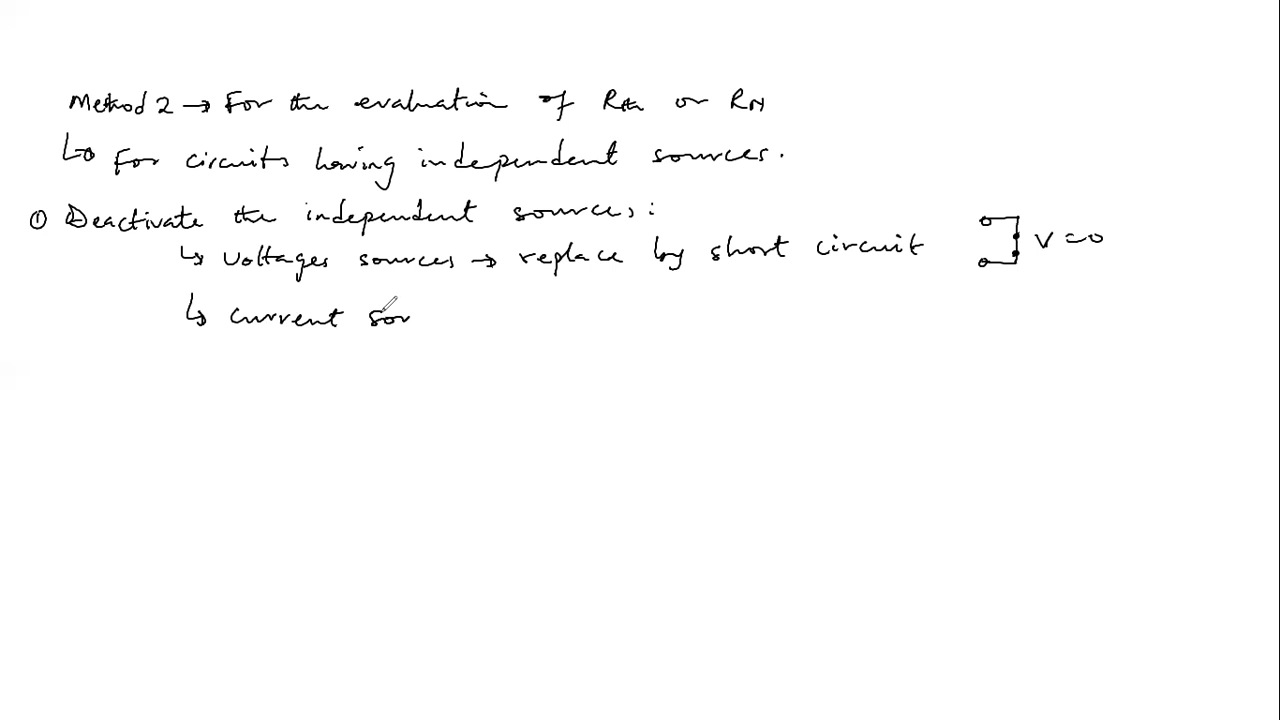 Method 2 → For the evaluation of Rth or RN
↳ For circuits having independent sources.
① Deactivate the independent sources:
↳ voltages sources → replace by short circuit
V = 0
↳ current sou